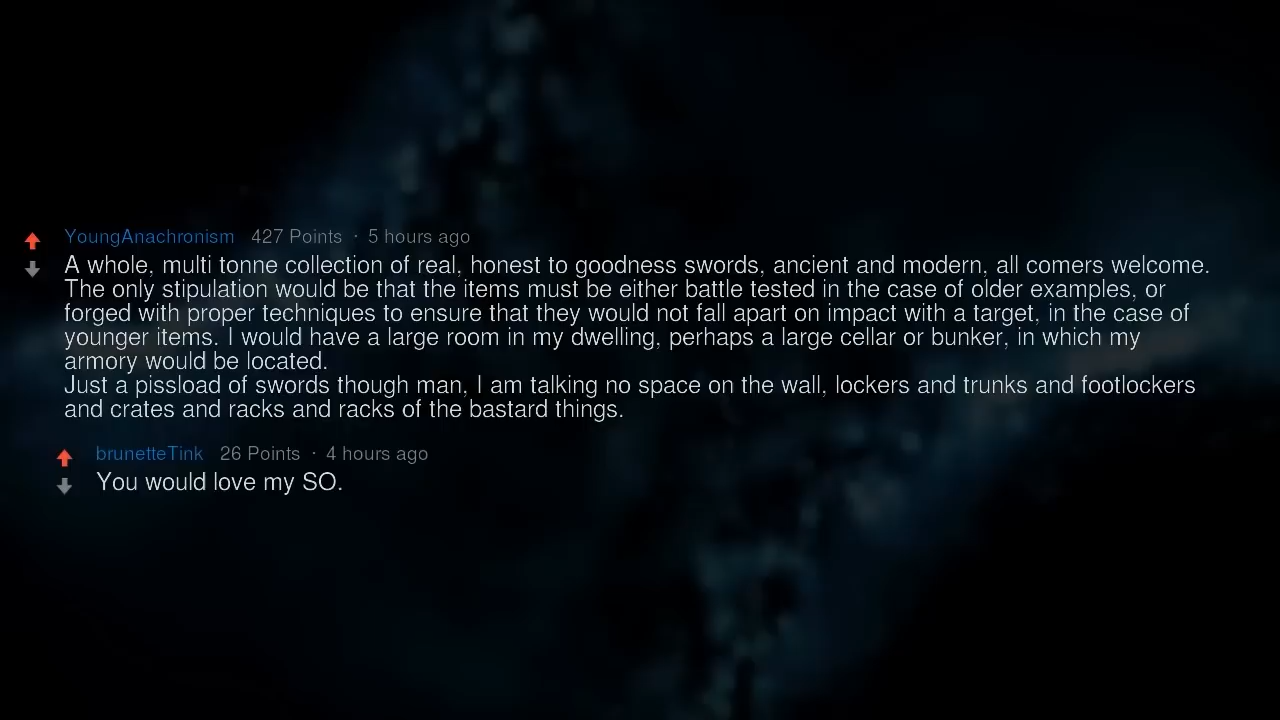 YoungAnachronism 427 Points · 5 hours ago
A whole, multi tonne collection of real, honest to goodness swords, ancient and modern, all comers welcome.
The only stipulation would be that the items must be either battle tested in the case of older examples, or
forged with proper techniques to ensure that they would not fall apart on impact with a target, in the case of
younger items. I would have a large room in my dwelling, perhaps a large cellar or bunker, in which my
armory would be located.
Just a pissload of swords though man, I am talking no space on the wall, lockers and trunks and footlockers
and crates and racks and racks of the bastard things.
brunetteTink 26 Points · 4 hours ago
You would love my SO.